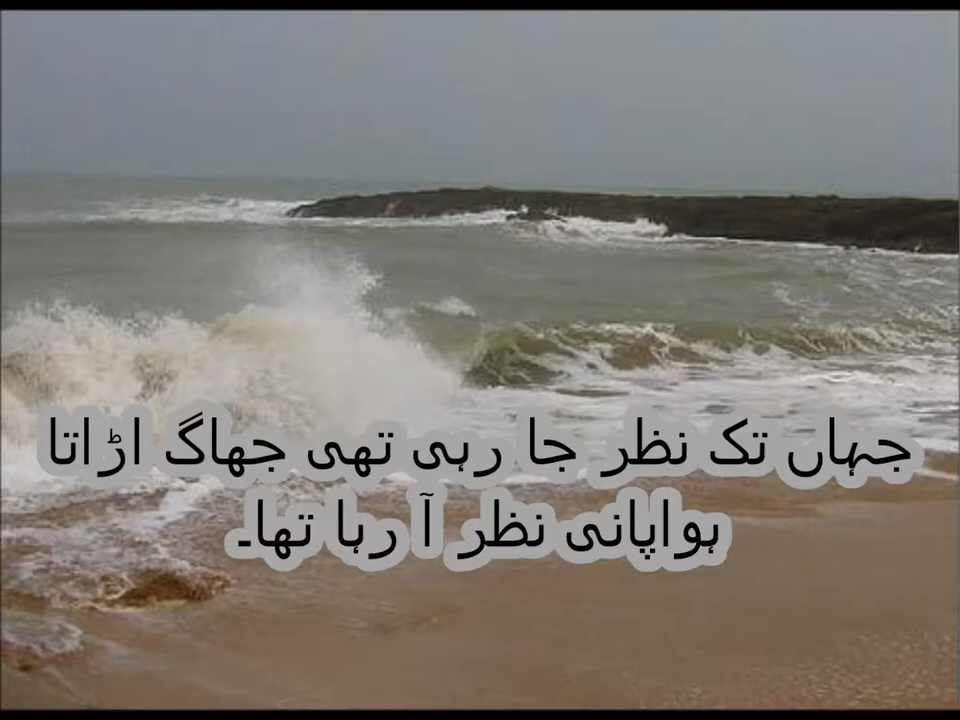 جہاں تک نظر جا رہی تھی جھاگ اڑاتا
ہواپانی نظر آ رہا تھا۔